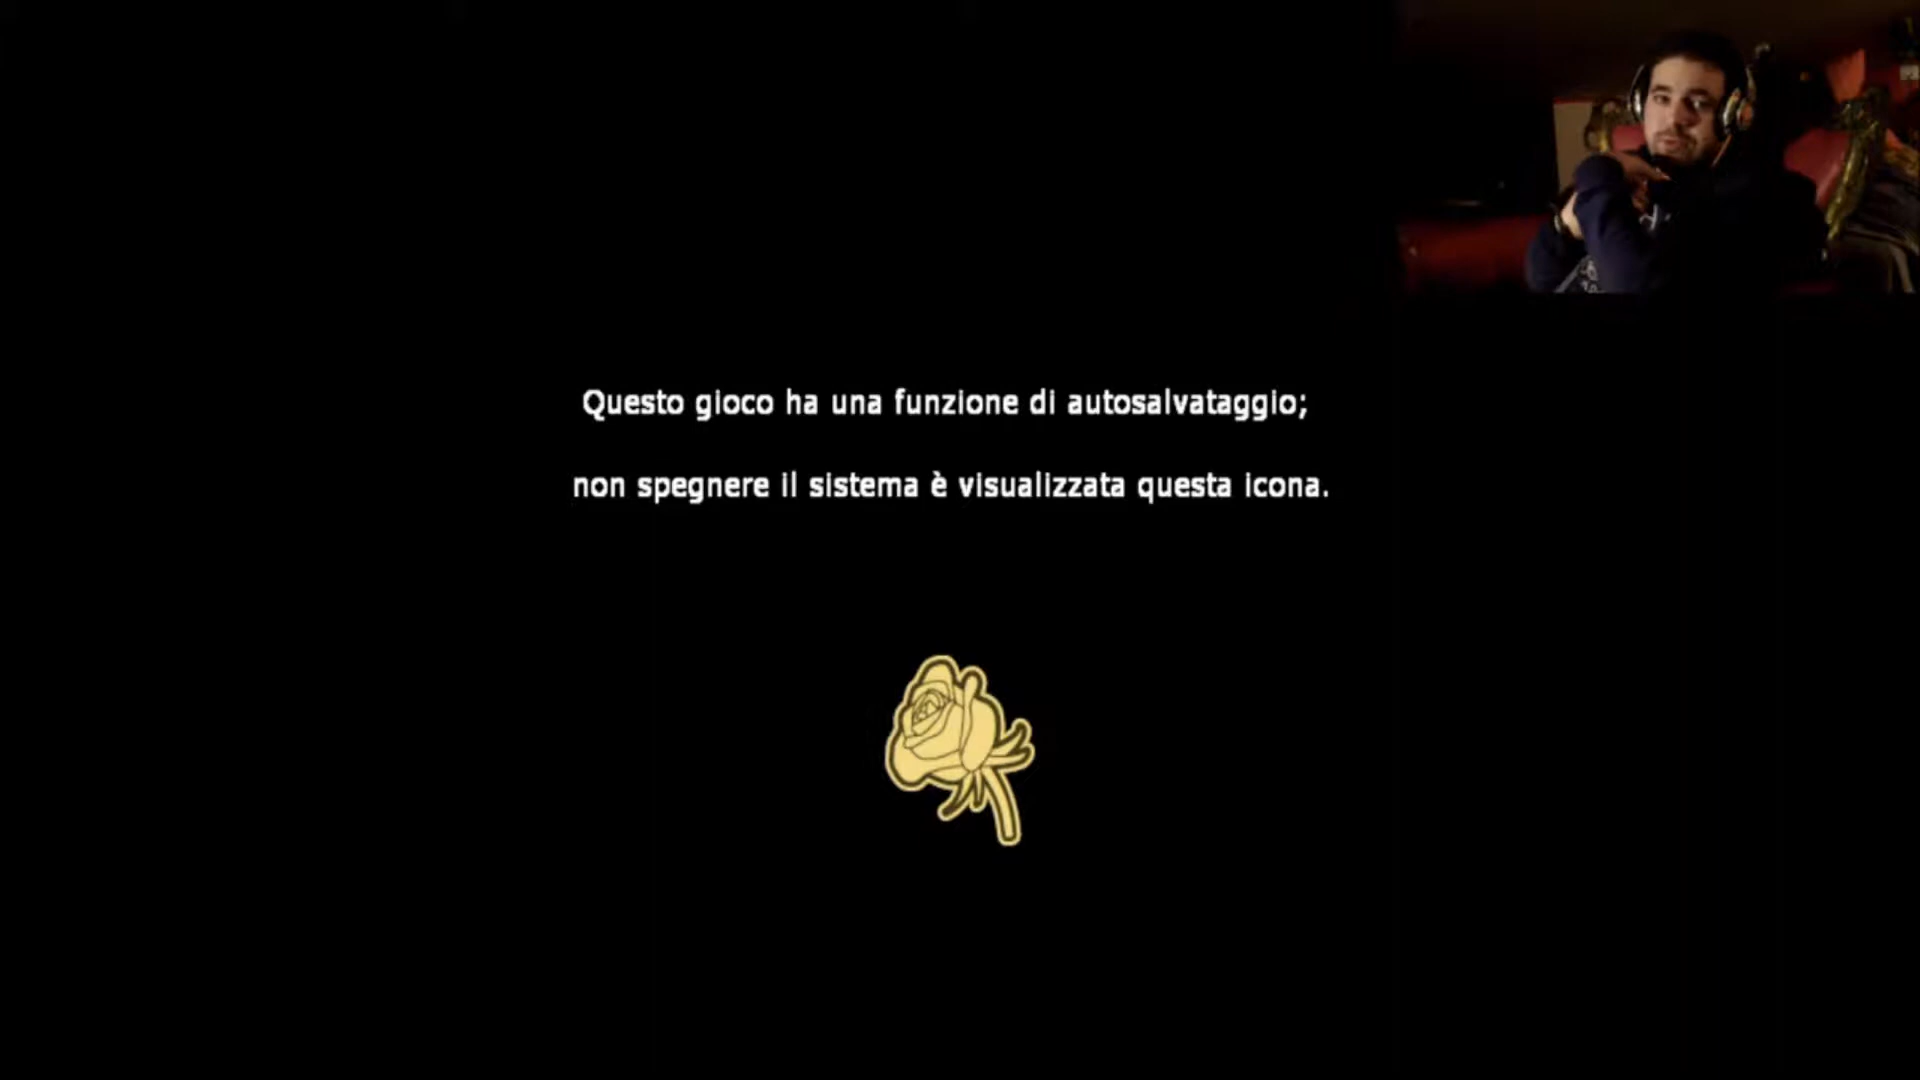 Questo gioco ha una funzione di autosalvataggio;
non spegnere il sistema è visualizzata questa icona.